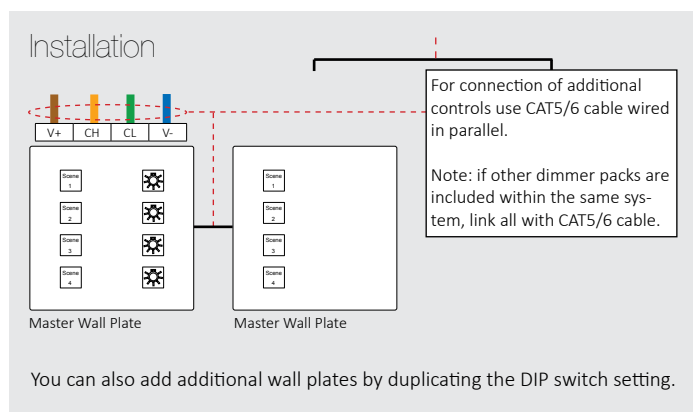 Installation
For connection of additional
controls use CAT5/6 cable wired
in parallel.
Note: if other dimmer packs are
included within the same sys-
tem, link all with CAT5/6 cable.
V+ CH CL V-
Scene
1
Scene
2
Scene
3
Scene
4
Scene
1
Scene
2
Scene
3
Scene
4
Master Wall Plate
Master Wall Plate
You can also add additional wall plates by duplicating the DIP switch setting.